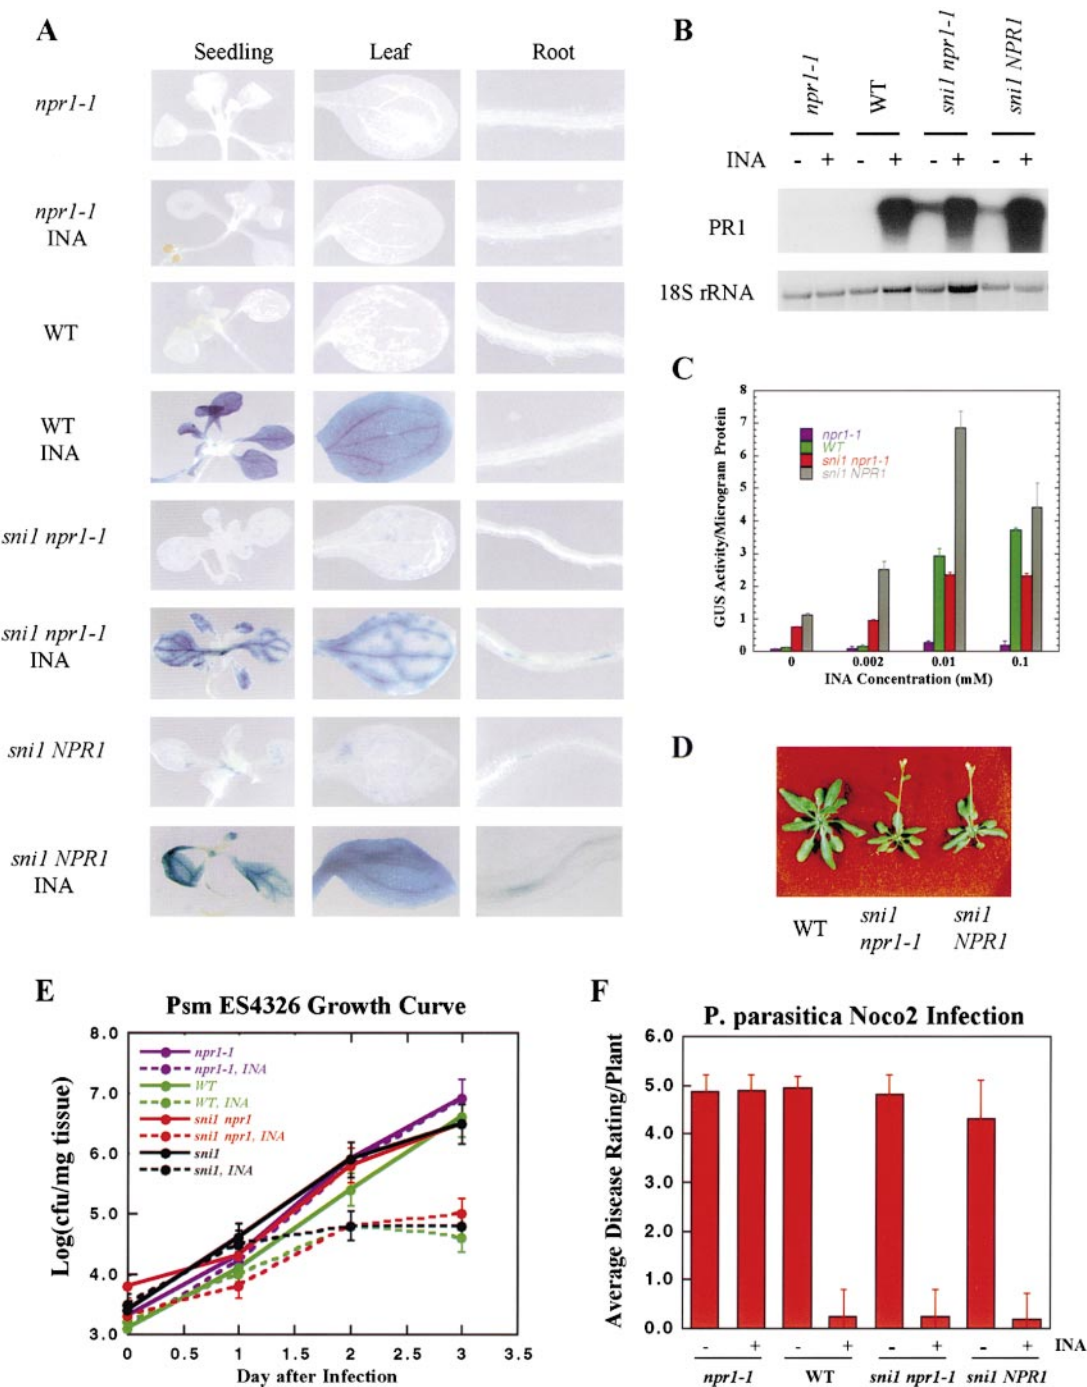 A
Seedling Leaf Root
npr1-1
npr1-1
INA
WT
WT
INA
sni1 npr1-1
sni1 npr1-1
INA
sni1 NPR1
sni1 NPR1
INA
B
npr1-1 WT sni1 npr1-1 sni1 NPR1
INA - + - + - + - +
PR1
18S rRNA
C
8
7
6
5
4
3
2
1
0
GUS Activity/Microgram Protein
npr1-1
WT
sni1 npr1-1
sni1 NPR1
0 0.002 0.01 0.1
INA Concentration (mM)
D
WT sni1 sni1
npr1-1 NPR1
E
Psm ES4326 Growth Curve
8.0
7.0
6.0
5.0
4.0
3.0
Log(cfu/mg tissue)
npr1-1
npr1-1, INA
WT
WT, INA
sni1 npr1
sni1 npr1, INA
sni1
sni1, INA
0 0.5 1 1.5 2 2.5 3 3.5
Day after Infection
F
P. parasitica Noco2 Infection
6.0
5.0
4.0
3.0
2.0
1.0
0.0
Average Disease Rating/Plant
- + - + - + - + INA
npr1-1 WT sni1 npr1-1 sni1 NPR1